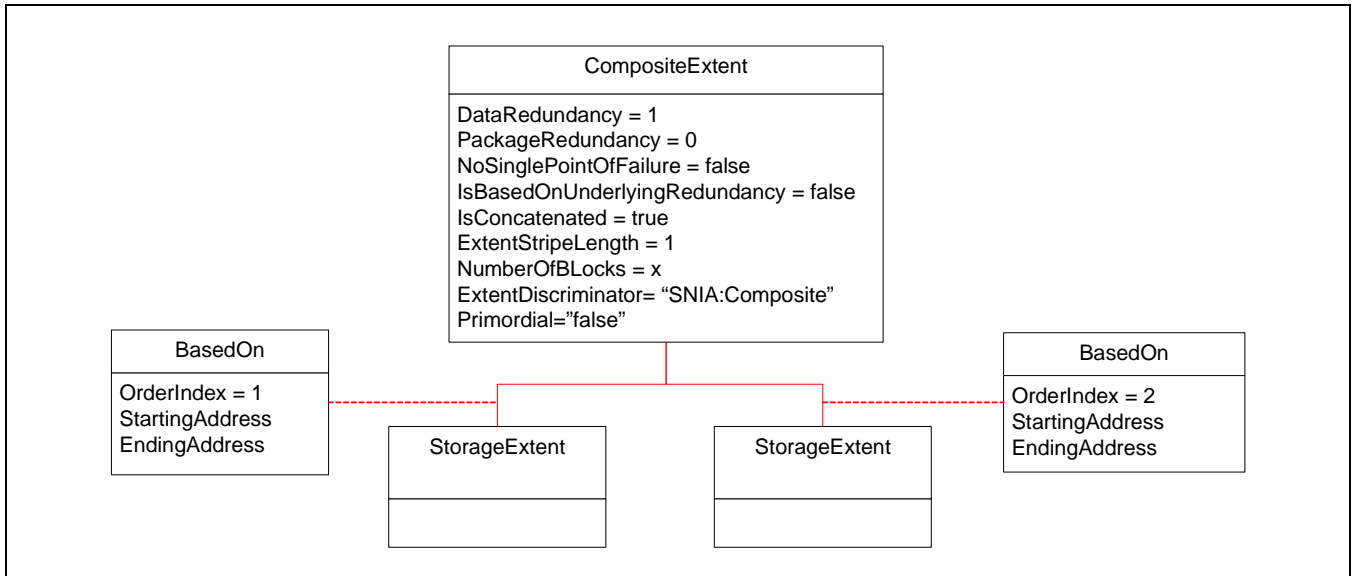 CompositeExtent
DataRedundancy = 1
PackageRedundancy = 0
NoSinglePointOfFailure = false
IsBasedOnUnderlyingRedundancy = false
IsConcatenated = true
ExtentStripeLength = 1
NumberOfBLocks = x
ExtentDiscriminator= “SNIA:Composite”
Primordial=”false”
BasedOn
OrderIndex = 1
StartingAddress
EndingAddress
StorageExtent
StorageExtent
BasedOn
OrderIndex = 2
StartingAddress
EndingAddress